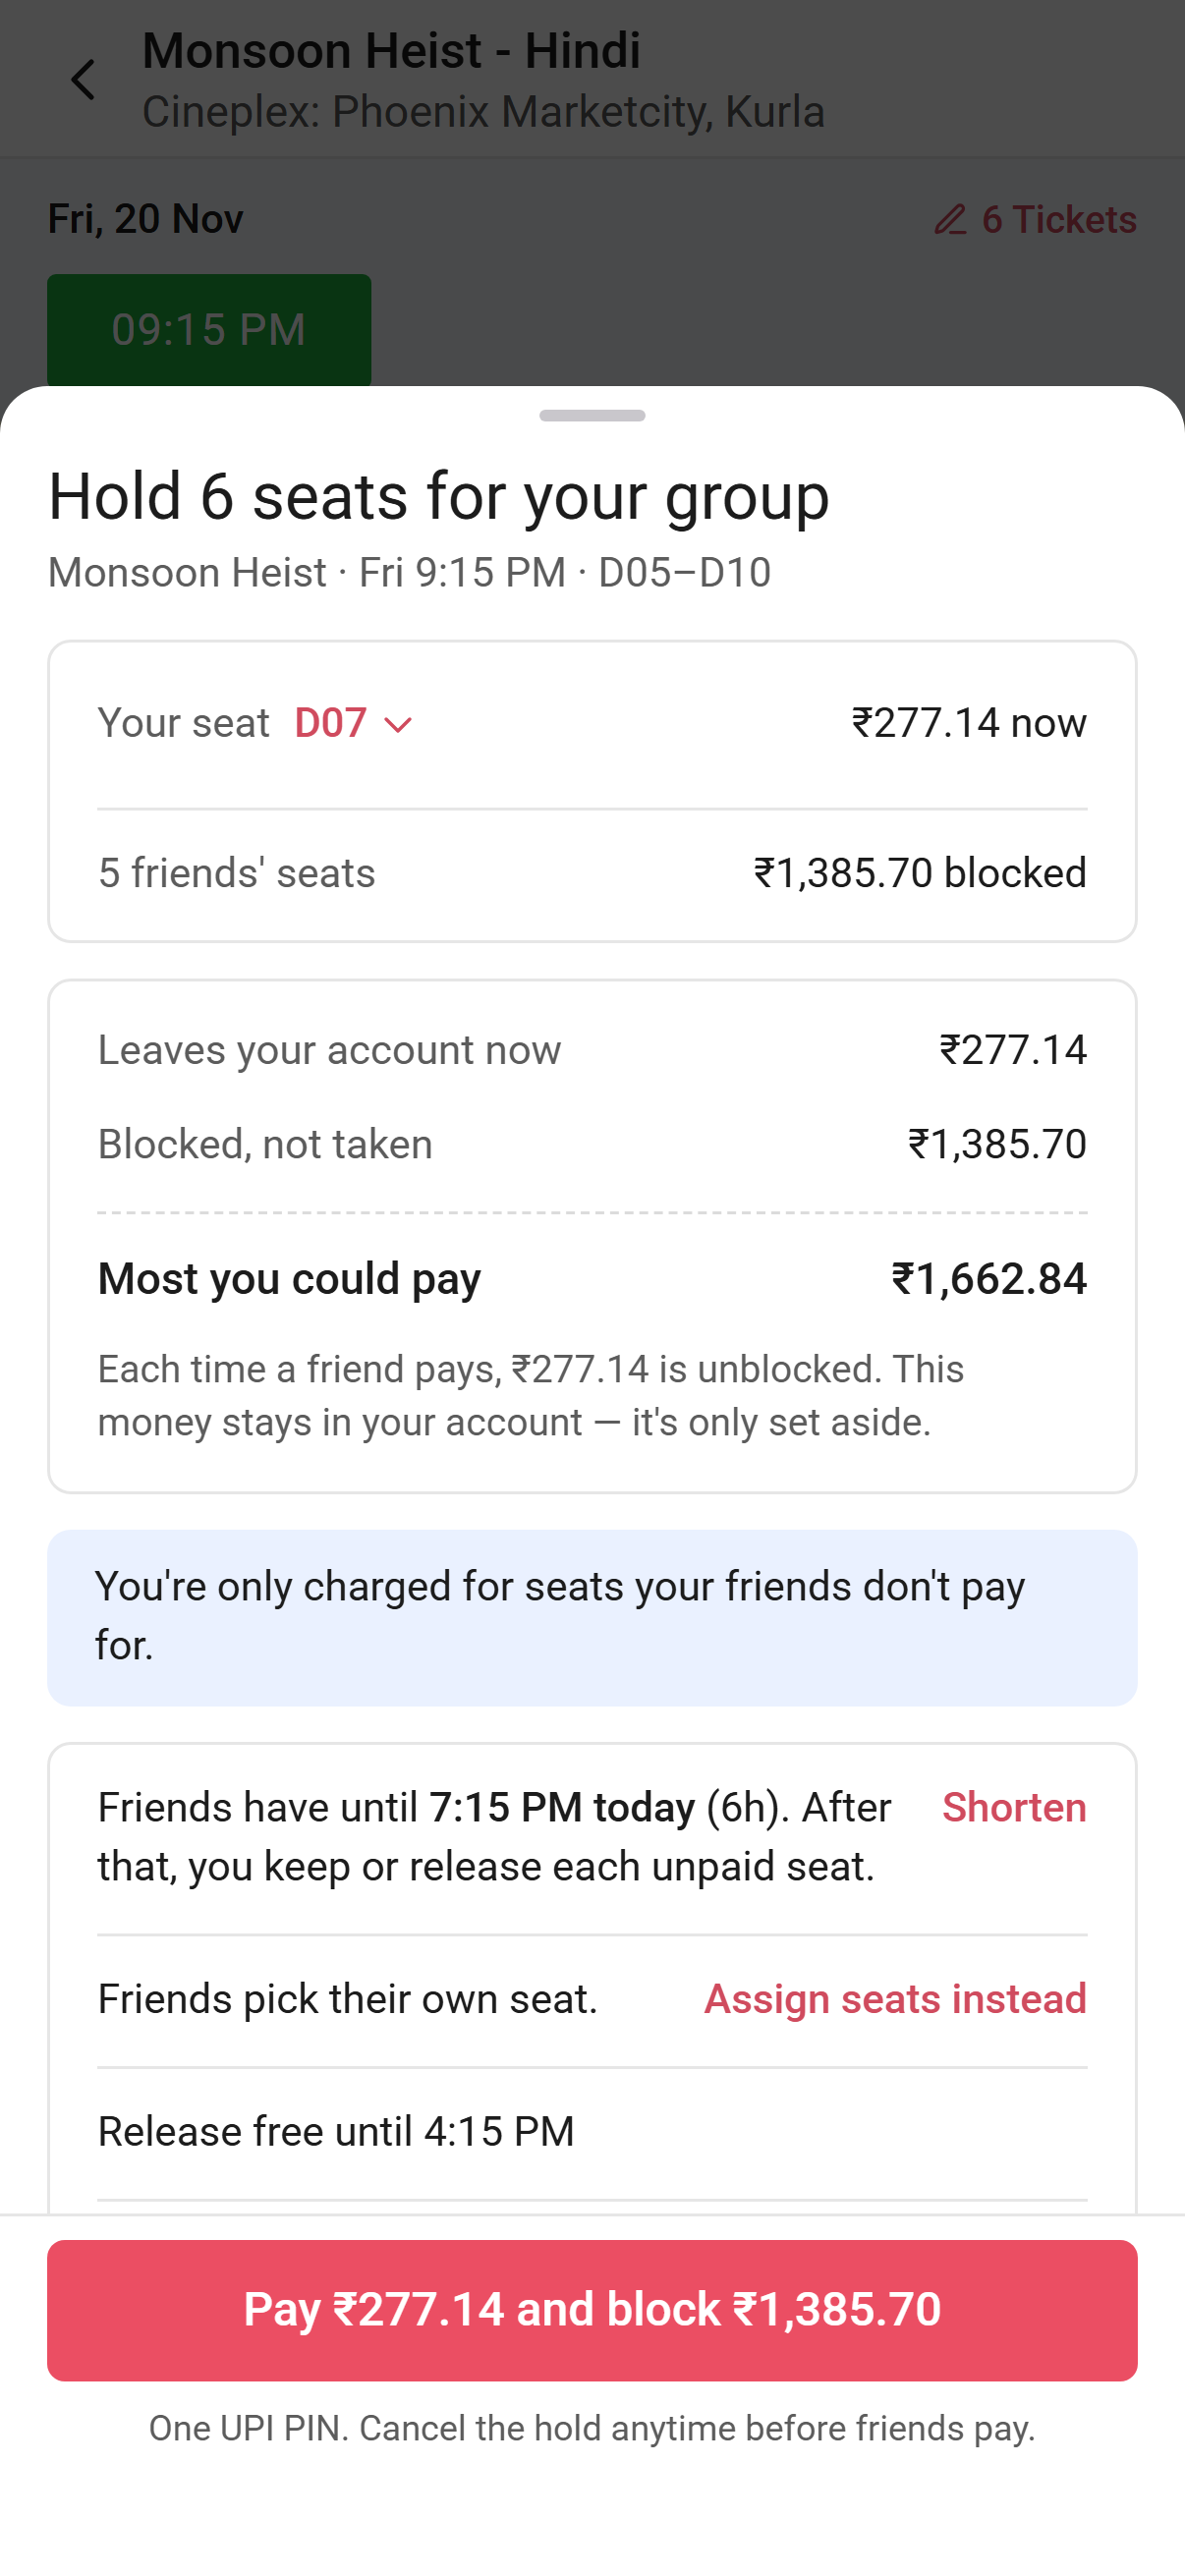 Monsoon Heist - Hindi
Cineplex: Phoenix Marketcity, Kurla
Fri, 20 Nov
6 Tickets
09:15 PM
Hold 6 seats for your group
Monsoon Heist · Fri 9:15 PM · D05–D10
Your seat D07
₹277.14 now
5 friends' seats
₹1,385.70 blocked
Leaves your account now
₹277.14
Blocked, not taken
₹1,385.70
Most you could pay
₹1,662.84
Each time a friend pays, ₹277.14 is unblocked. This
money stays in your account — it's only set aside.
You're only charged for seats your friends don't pay
for.
Friends have until 7:15 PM today (6h). After
that, you keep or release each unpaid seat.
Shorten
Friends pick their own seat.
Assign seats instead
Release free until 4:15 PM
Pay ₹277.14 and block ₹1,385.70
One UPI PIN. Cancel the hold anytime before friends pay.